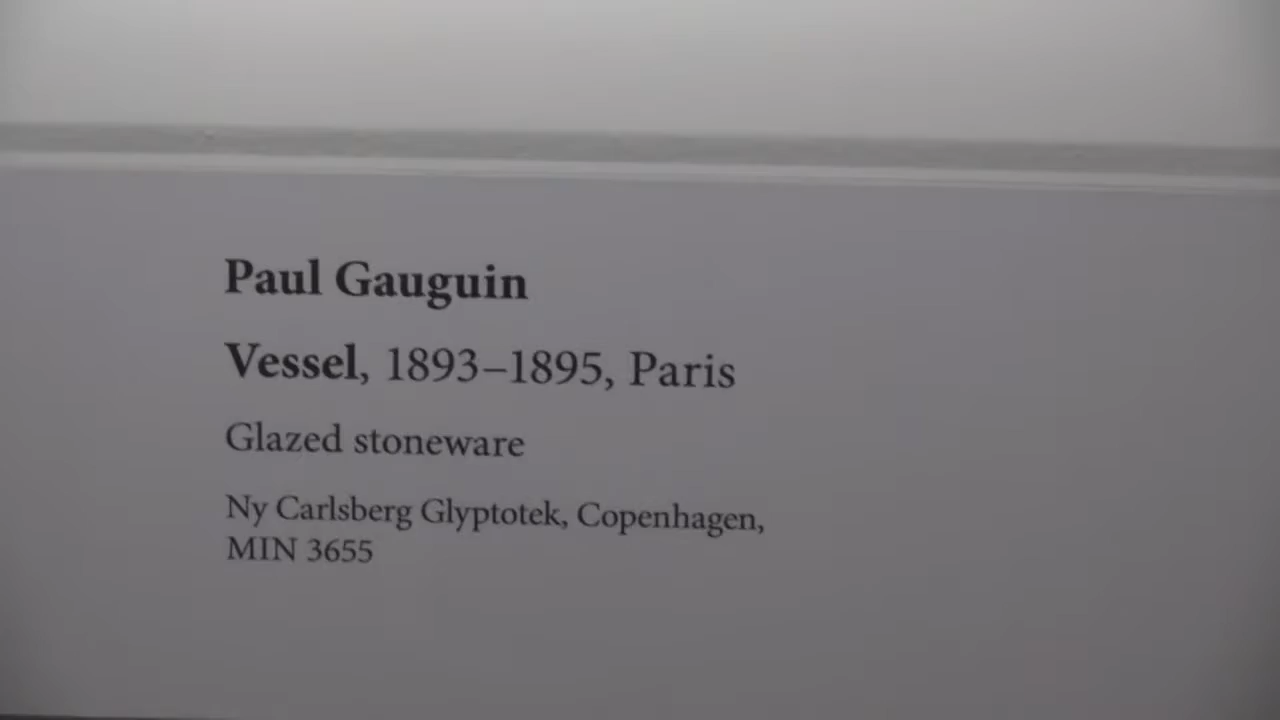 Paul Gauguin
Vessel, 1893–1895, Paris
Glazed stoneware
Ny Carlsberg Glyptotek, Copenhagen,
MIN 3655